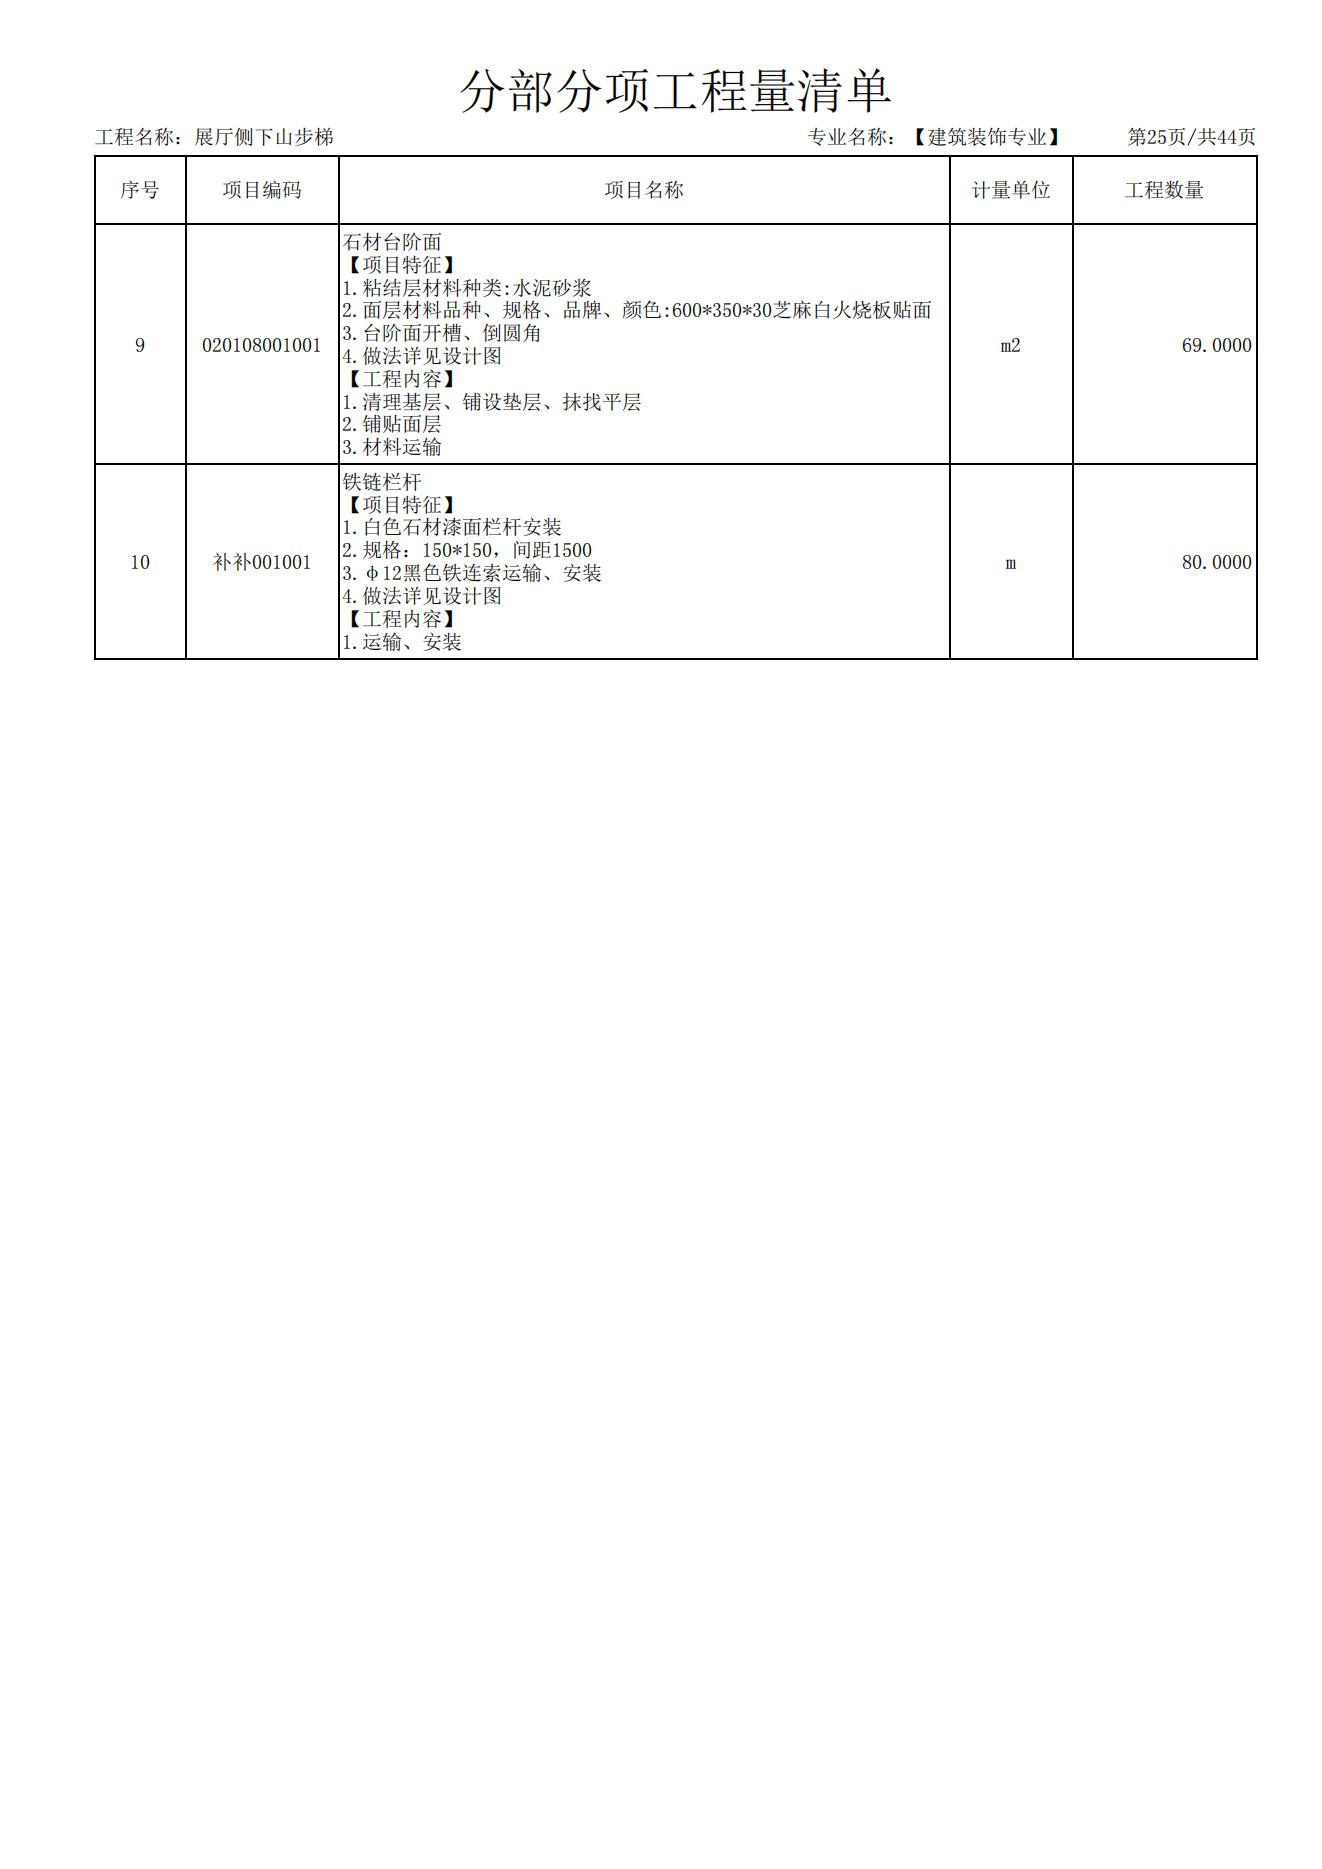 分部分项工程量清单
工程名称：展厅侧下山步梯 专业名称：【建筑装饰专业】 第25页/共44页
序号 项目编码 项目名称 计量单位 工程数量
9 020108001001 石材台阶面 m2 69.0000
【项目特征】
1.粘结层材料种类:水泥砂浆
2.面层材料品种、规格、品牌、颜色:600*350*30芝麻白火烧板贴面
3.台阶面开槽、倒圆角
4.做法详见设计图
【工程内容】
1.清理基层、铺设垫层、抹找平层
2.铺贴面层
3.材料运输
10 补补001001 铁链栏杆 m 80.0000
【项目特征】
1.白色石材漆面栏杆安装
2.规格：150*150，间距1500
3.φ12黑色铁连索运输、安装
4.做法详见设计图
【工程内容】
1.运输、安装